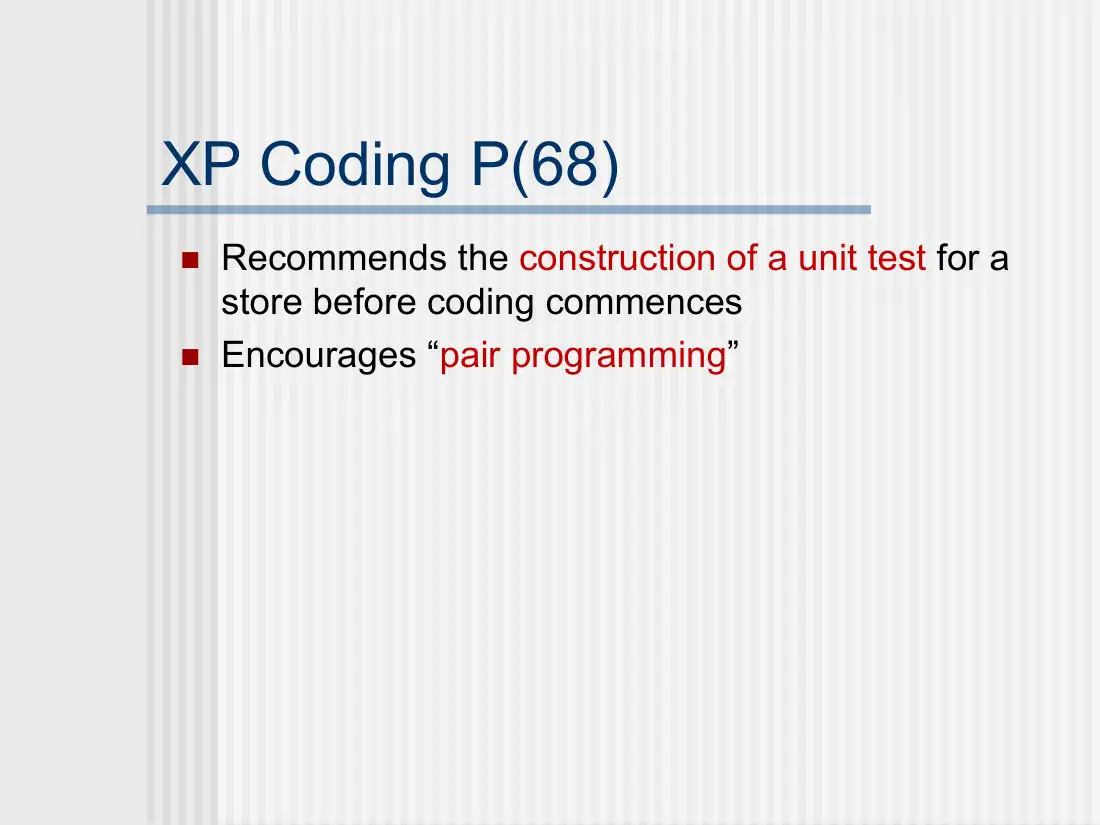 XP Coding P(68)
Recommends the construction of a unit test for a
store before coding commences
Encourages “pair programming”